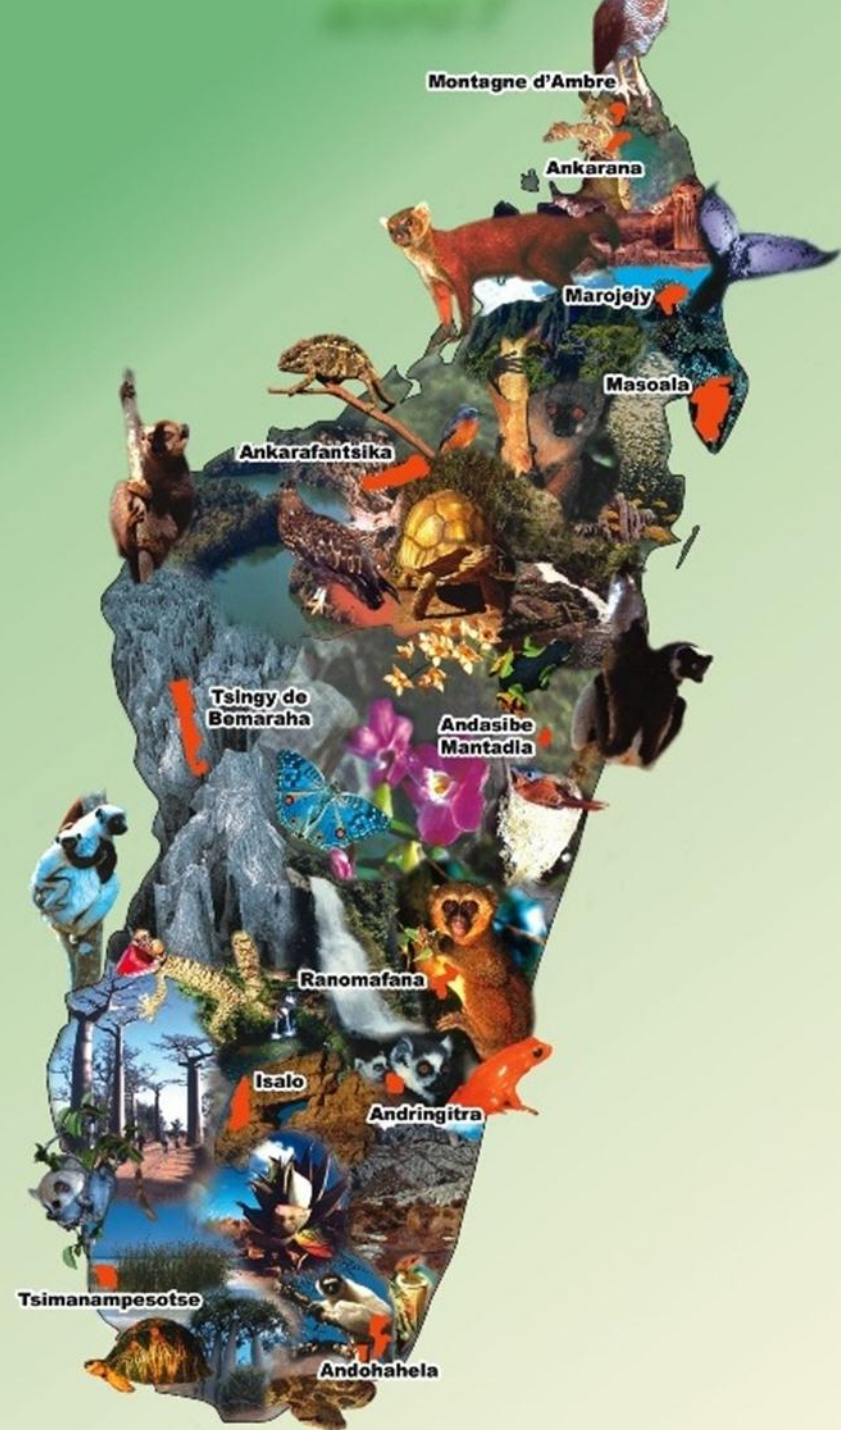 Montagne d'Ambre
Ankarana
Marojejy
Masoala
Ankarafantsika
Tsingy de
Bemaraha
Andasibe
Mantadia
Ranomafana
Isalo
Andringitra
Tsimanampesotse
Andohahela